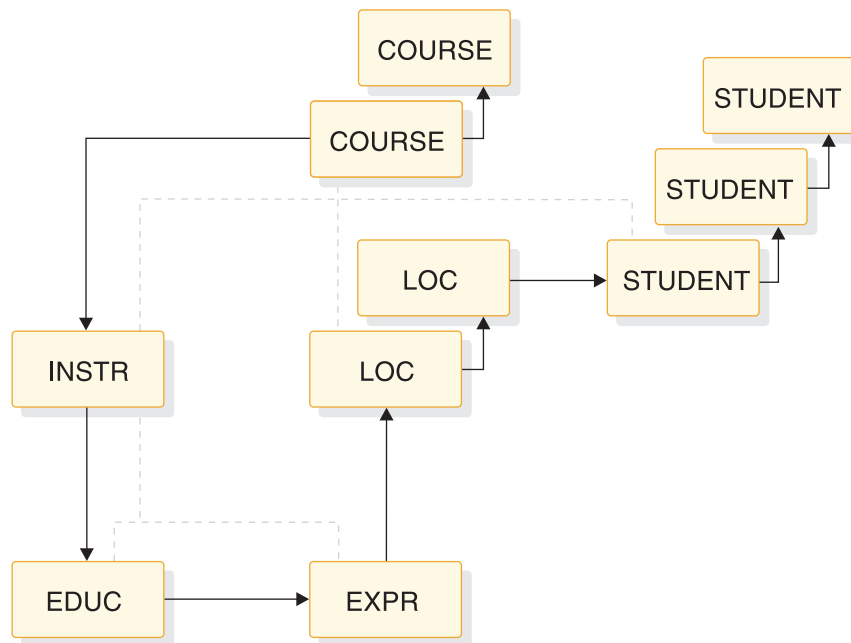 COURSE
COURSE
STUDENT
STUDENT
STUDENT
LOC
LOC
INSTR
EDUC
EXPR